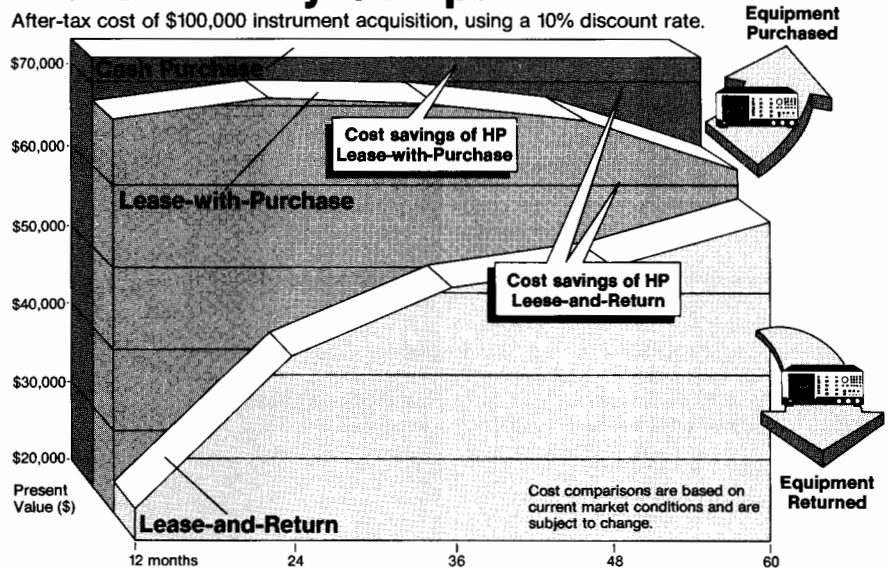 After-tax cost of $100,000 instrument acquisition, using a 10% discount rate.
Equipment
Purchased
$70,000
Cash Purchase
Cost savings of HP
Lease-with-Purchase
$60,000
Lease-with-Purchase
$50,000
Cost savings of HP
Leese-and-Return
$40,000
$30,000
$20,000
Present
Value ($)
Cost comparisons are based on
current market conditions and are
subject to change.
Equipment
Returned
Lease-and-Return
12 months
24
36
48
60